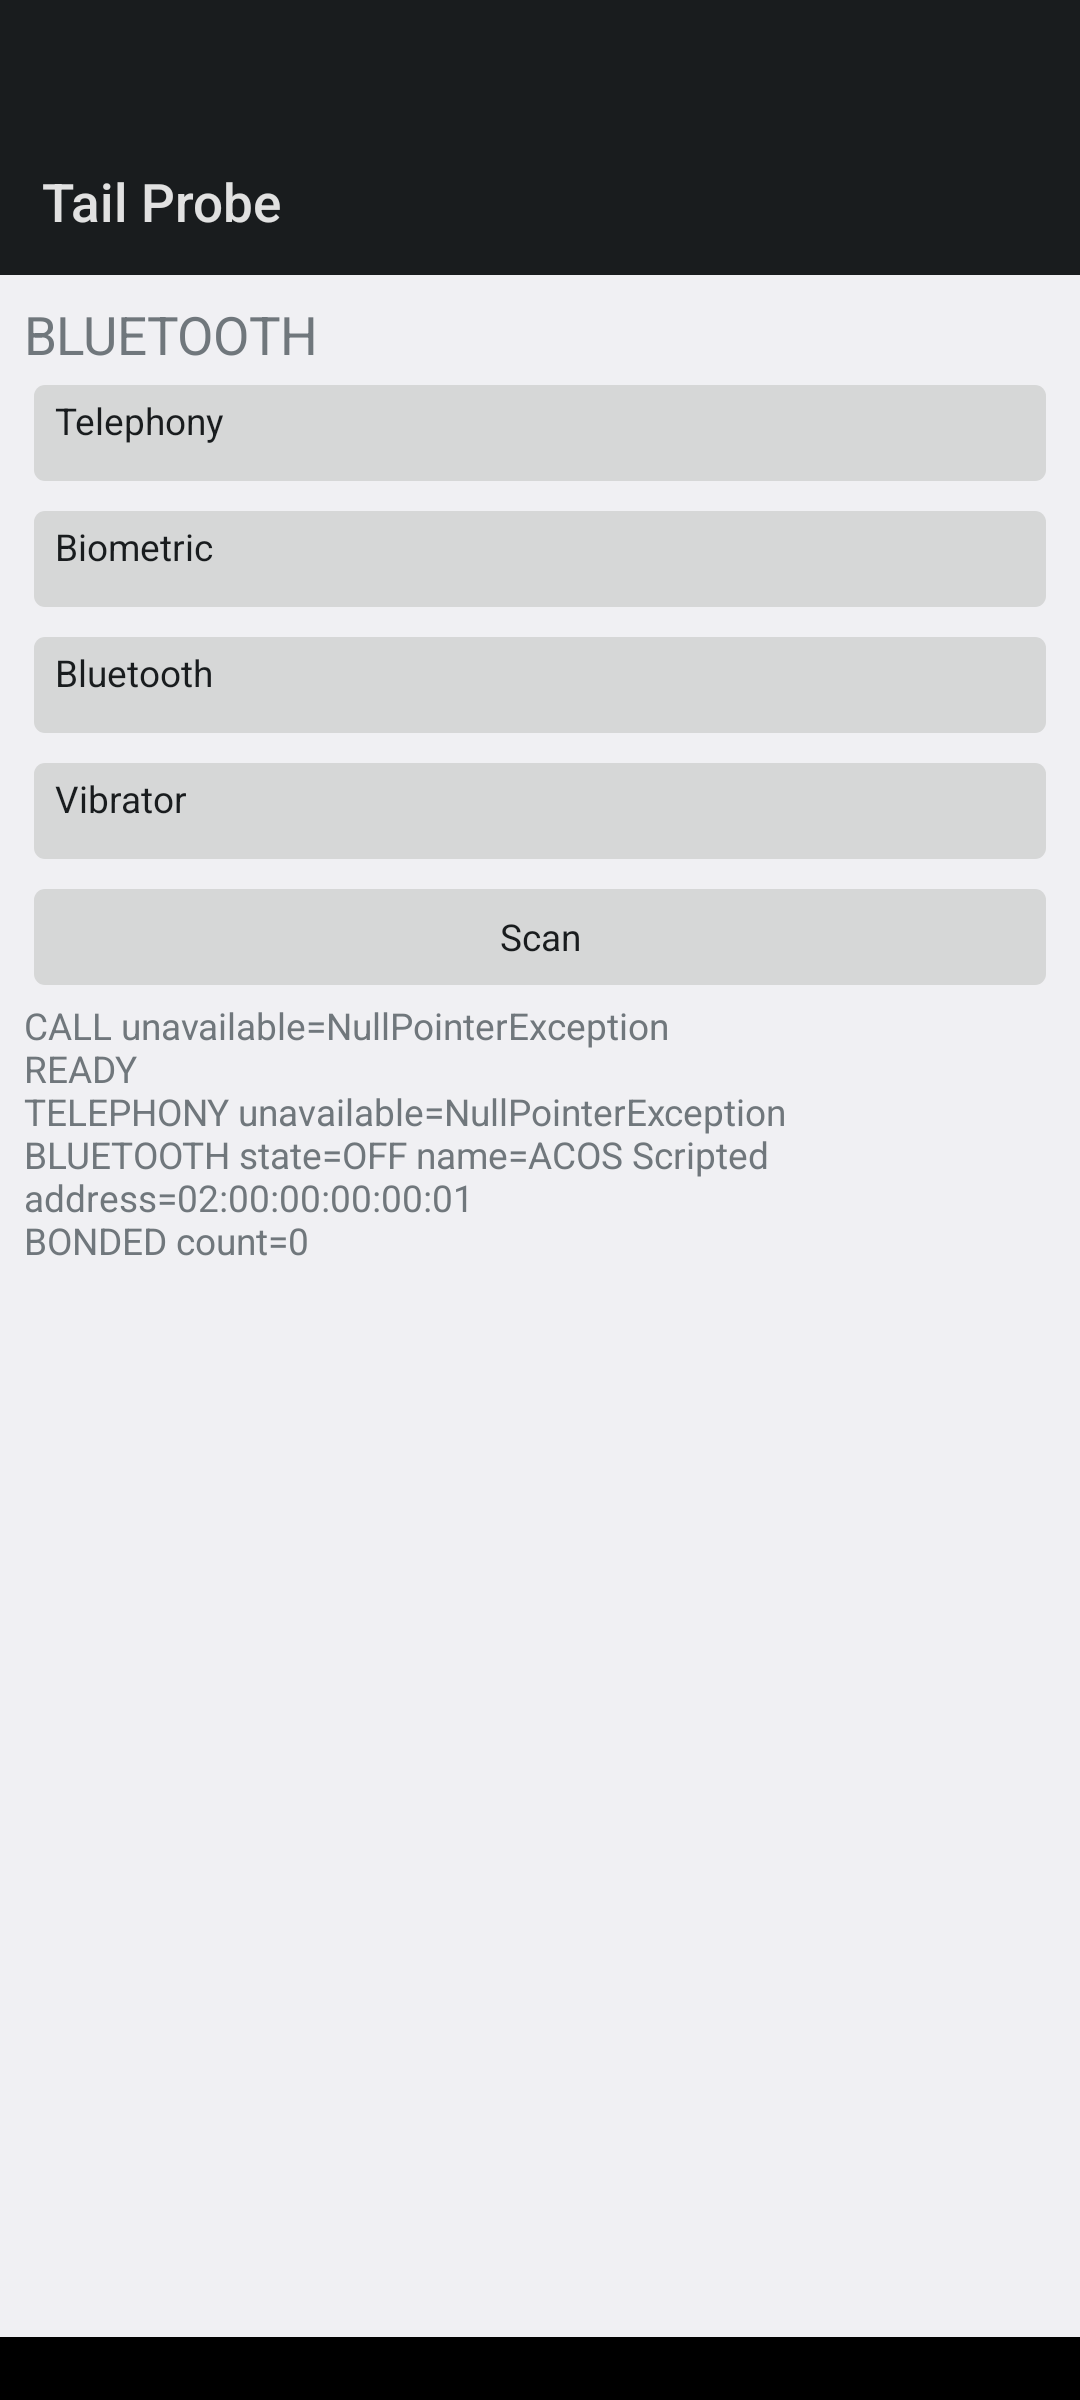 Tail Probe
BLUETOOTH
Telephony
Biometric
Bluetooth
Vibrator
Scan
CALL unavailable=NullPointerException
READY
TELEPHONY unavailable=NullPointerException
BLUETOOTH state=OFF name=ACOS Scripted
address=02:00:00:00:00:01
BONDED count=0